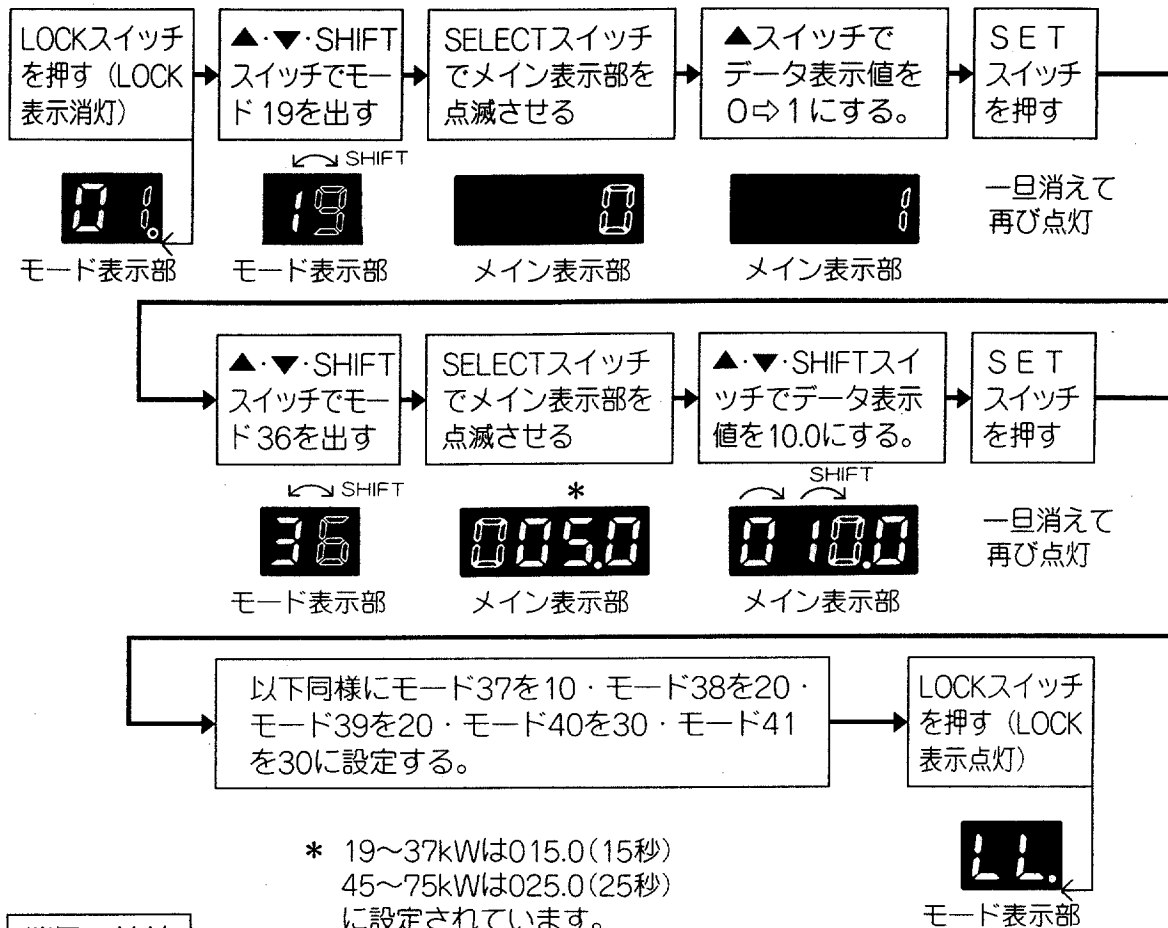 LOCKスイッチ
を押す（LOCK
表示消灯）
▲·▼·SHIFT
スイッチでモー
ド19を出す
SELECTスイッチ
でメイン表示部を
点滅させる
▲スイッチで
データ表示値を
0⇨1にする。
SET
スイッチ
を押す
01.
モード表示部
SHIFT
19
モード表示部
0
メイン表示部
1
メイン表示部
一旦消えて
再び点灯
▲·▼·SHIFT
スイッチでモー
ド36を出す
SELECTスイッチ
でメイン表示部を
点滅させる
▲·▼·SHIFTスイ
ッチでデータ表示
値を10.0にする。
SET
スイッチ
を押す
SHIFT
36
モード表示部
*
005.0
メイン表示部
SHIFT
010.0
メイン表示部
一旦消えて
再び点灯
以下同様にモード37を10·モード38を20·
モード39を20·モード40を30·モード41
を30に設定する。
LOCKスイッチ
を押す（LOCK
表示点灯）
LL.
モード表示部
* 19～37kWは015.0(15秒)
45～75kWは025.0(25秒)
に設定されています。